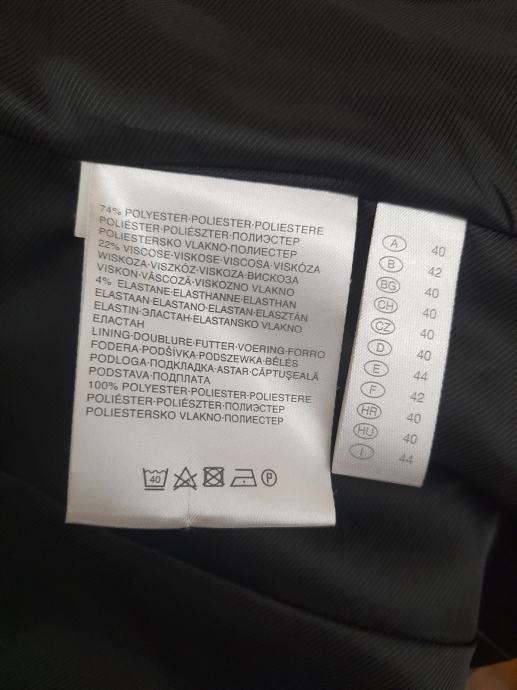 74% POLYESTER·POLIESTER·POLIESTERE
POLIÉSTER·POLIÉSZTER·ПОЛИЭСТЕР
POLIESTERSKO VLAKNO·ПОЛИЕСТЕР
22% VISCOSE·VISKOSE·VISCOSA·VISKÓZA
WISKOZA·VISZKÓZ·VISKOZA·ВИСКОЗА
VISKON·VÂSCOZĂ·VISKOZNO VLAKNO
4% ELASTANE·ELASTHANNE·ELASTHAN
ELASTAAN·ELASTANO·ELASTAN·ELASZTÁN
ELASTIN·ЭЛАСТАН·ELASTANSKO VLAKNO
ЕЛАСТАН
LINING·DOUBLURE·FUTTER·VOERING·FORRO
FODERA·PODŠÍVKA·PODSZEWKA·BÉLÉS
PODLOGA·ПОДКЛАДКА·ASTAR·CĂPTUŞEALĂ
PODSTAVA·ПОДПЛАТА
100% POLYESTER·POLIESTER·POLIESTERE
POLIÉSTER·POLIÉSZTER·ПОЛИЭСТЕР
POLIESTERSKO VLAKNO·ПОЛИЕСТЕР
40 P
A 40
B 42
BG 40
CH 40
CZ 40
D 40
E 44
F 42
HR 40
HU 40
I 44